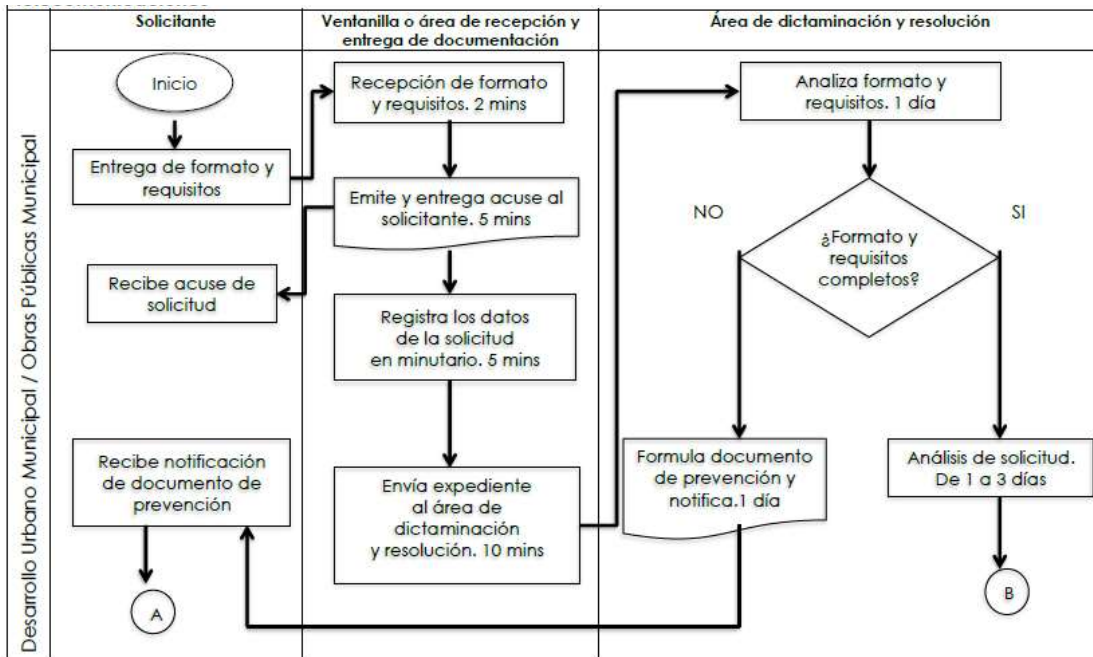 Telecomunicaciones
Solicitante
Ventanilla o área de recepción y
entrega de documentación
Área de dictaminación y resolución
Desarrollo Urbano Municipal / Obras Públicas Municipal
Inicio
Entrega de formato y
requisitos
Recibe acuse de
solicitud
Recibe notificación
de documento de
prevención
A
Recepción de formato
y requisitos. 2 mins
Emite y entrega acuse al
solicitante. 5 mins
Registra los datos
de la solicitud
en minutario. 5 mins
Envía expediente
al área de
dictaminación
y resolución. 10 mins
Analiza formato y
requisitos. 1 día
NO
SI
¿Formato y
requisitos
completos?
Formula documento
de prevención y
notifica.1 día
Análisis de solicitud.
De 1 a 3 días
B